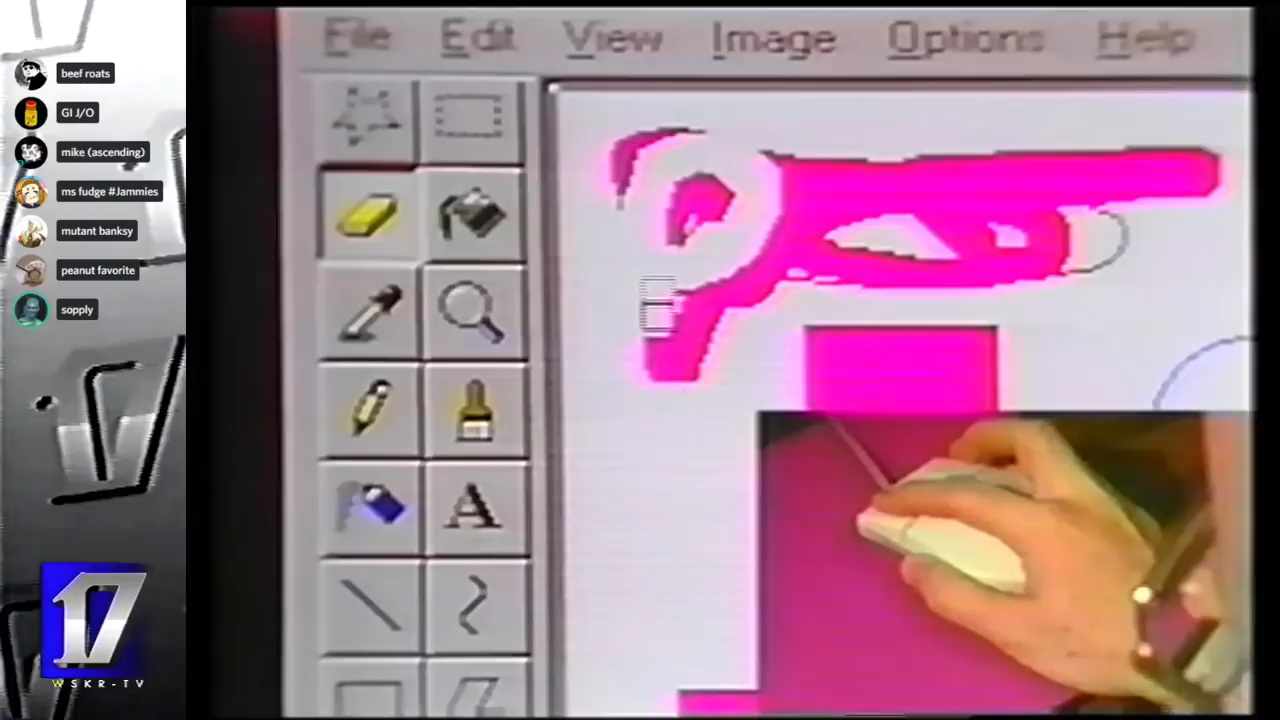 File Edit View Image Options Help
beef roats
GI J/O
mike (ascending)
ms fudge #Jammies
mutant banksy
peanut favorite
sopply
A
17
WSKR-TV